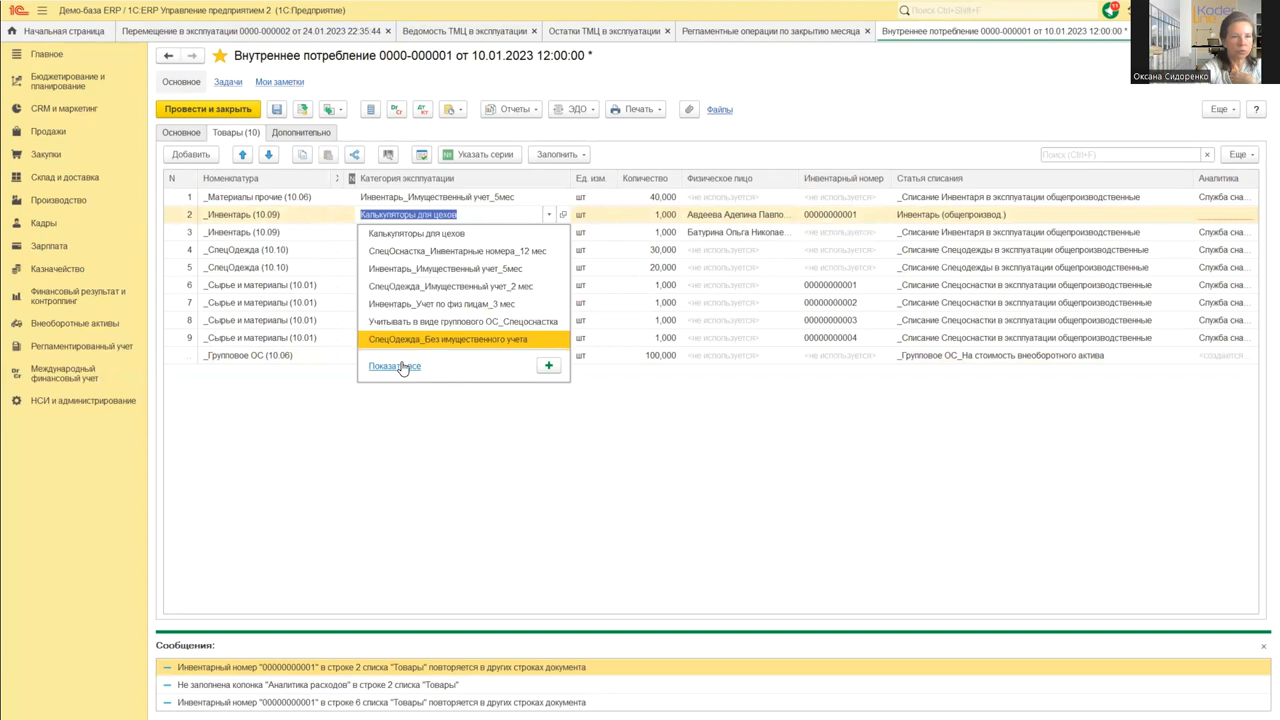 Демо-база ERP / 1С:ERP Управление предприятием 2 (1С:Предприятие)
Поиск Ctrl+Shift+F
11
Начальная страница
Перемещение в эксплуатации 0000-000002 от 24.01.2023 22:35:44 ×
Ведомость ТМЦ в эксплуатации ×
Остатки ТМЦ в эксплуатации ×
Регламентные операции по закрытию месяца ×
Внутреннее потребление 0000-000001 от 10.01.2023 12:00:00 * ×
Оксана Сидоренко
Главное
Бюджетирование и
планирование
CRM и маркетинг
Продажи
Закупки
Склад и доставка
Производство
Кадры
Зарплата
Казначейство
Финансовый результат и
контроллинг
Внеоборотные активы
Регламентированный учет
Международный
финансовый учет
НСИ и администрирование
Внутреннее потребление 0000-000001 от 10.01.2023 12:00:00 *
Основное Задачи Мои заметки
Провести и закрыть Отчеты ЭДО Печать Файлы Еще ?
Основное Товары (10) Дополнительно
Добавить Указать серии Заполнить Поиск (Ctrl+F) × Еще
N Номенклатура Категория эксплуатации Ед. изм. Количество Физическое лицо Инвентарный номер Статья списания Аналитика
1 _Материалы прочие (10.06) Инвентарь_Имущественный учет_5мес шт 40,000 <не используется> <не используется> _Списание Инвентаря в эксплуатации общепроизводственные Служба сна...
2 _Инвентарь (10.09) Калькуляторы для цехов шт 1,000 Авдеева Аделина Павло... 00000000001 Инвентарь (общепроизвод.)
3 _Инвентарь (10.09) шт 1,000 Батурина Ольга Николае... <не используется> _Списание Инвентаря в эксплуатации общепроизводственные Служба сна...
4 _СпецОдежда (10.10) шт 30,000 <не используется> <не используется> _Списание Спецодежды в эксплуатации общепроизводственные Служба сна...
5 _СпецОдежда (10.10) шт 20,000 <не используется> <не используется> _Списание Спецодежды в эксплуатации общепроизводственные Служба сна...
6 _Сырье и материалы (10.01) шт 1,000 <не используется> 00000000001 _Списание Спецоснастки в эксплуатации общепроизводственные Служба сна...
7 _Сырье и материалы (10.01) шт 1,000 <не используется> 00000000002 _Списание Спецоснастки в эксплуатации общепроизводственные Служба сна...
8 _Сырье и материалы (10.01) шт 1,000 <не используется> 00000000003 _Списание Спецоснастки в эксплуатации общепроизводственные Служба сна...
9 _Сырье и материалы (10.01) шт 1,000 <не используется> 00000000004 _Списание Спецоснастки в эксплуатации общепроизводственные Служба сна...
.. _Групповое ОС (10.06) шт 100,000 <не используется> <не используется> _Групповое ОС_На стоимость внеоборотного актива <создается
Калькуляторы для цехов
СпецОснастка_Инвентарные номера_12 мес
Инвентарь_Имущественный учет_5мес
СпецОдежда_Имущественный учет_2 мес
Инвентарь_Учет по физ лицам_3 мес
Учитывать в виде группового ОС_Спецоснастка
СпецОдежда_Без имущественного учета
Показать все +
Сообщения: ×
Инвентарный номер "00000000001" в строке 2 списка "Товары" повторяется в других строках документа
Не заполнена колонка "Аналитика расходов" в строке 2 списка "Товары"
Инвентарный номер "00000000001" в строке 6 списка "Товары" повторяется в других строках документа